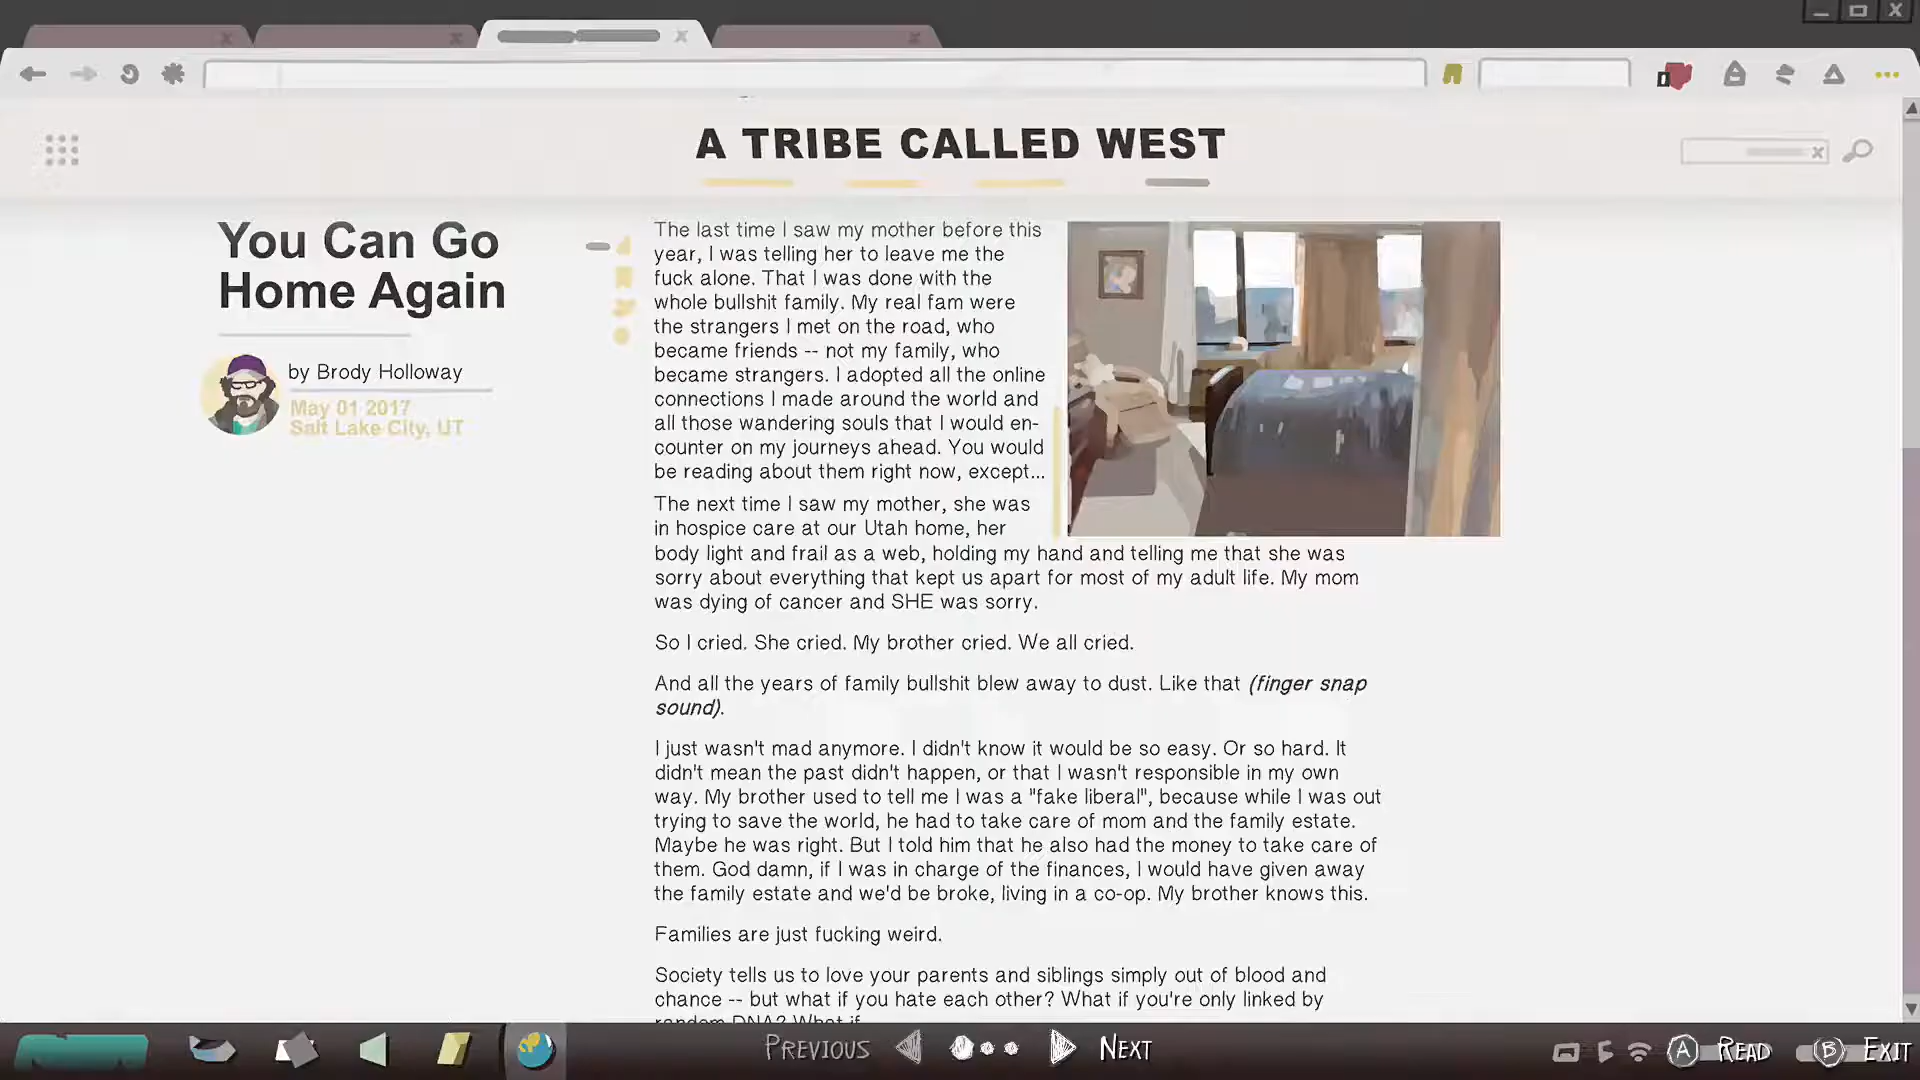 A TRIBE CALLED WEST
You Can Go
Home Again
by Brody Holloway
May 01 2017
Salt Lake City, UT
The last time I saw my mother before this
year, I was telling her to leave me the
fuck alone. That I was done with the
whole bullshit family. My real fam were
the strangers I met on the road, who
became friends -- not my family, who
became strangers. I adopted all the online
connections I made around the world and
all those wandering souls that I would en-
counter on my journeys ahead. You would
be reading about them right now, except...
The next time I saw my mother, she was
in hospice care at our Utah home, her
body light and frail as a web, holding my hand and telling me that she was
sorry about everything that kept us apart for most of my adult life. My mom
was dying of cancer and SHE was sorry.
So I cried. She cried. My brother cried. We all cried.
And all the years of family bullshit blew away to dust. Like that (finger snap
sound).
I just wasn't mad anymore. I didn't know it would be so easy. Or so hard. It
didn't mean the past didn't happen, or that I wasn't responsible in my own
way. My brother used to tell me I was a "fake liberal", because while I was out
trying to save the world, he had to take care of mom and the family estate.
Maybe he was right. But I told him that he also had the money to take care of
them. God damn, if I was in charge of the finances, I would have given away
the family estate and we'd be broke, living in a co-op. My brother knows this.
Families are just fucking weird.
Society tells us to love your parents and siblings simply out of blood and
chance -- but what if you hate each other? What if you're only linked by
random DNA? What if
PREVIOUS
NEXT
A READ
B EXIT